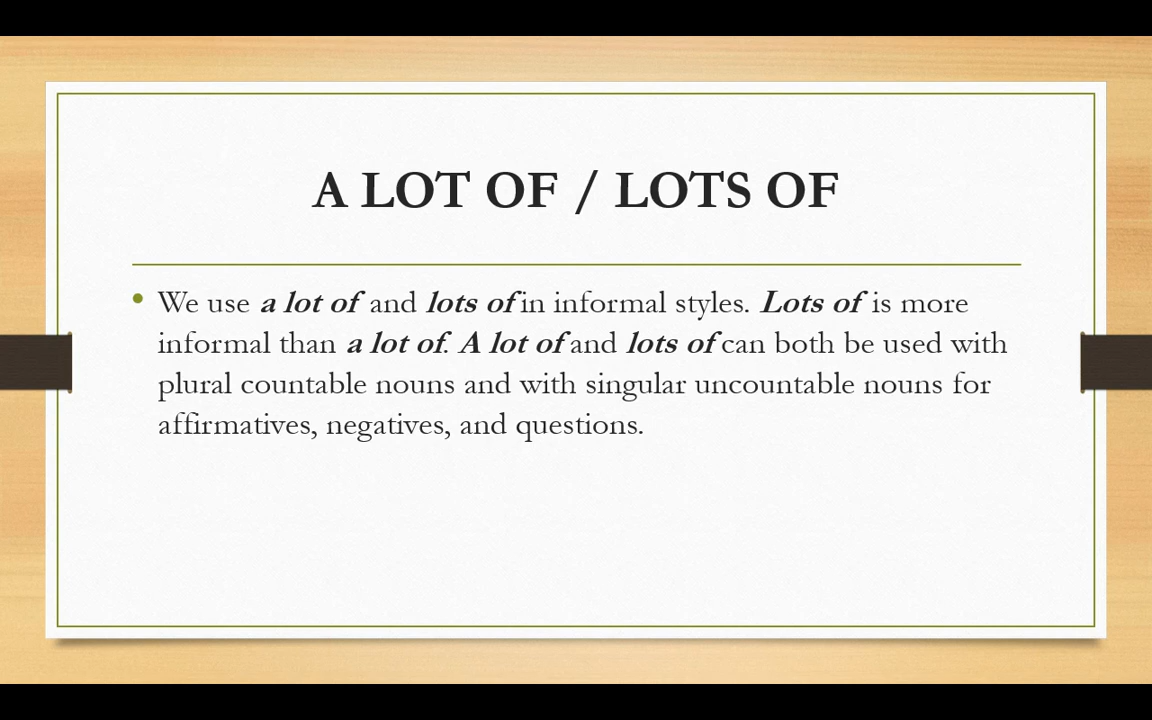 A LOT OF / LOTS OF
• We use a lot of and lots of in informal styles. Lots of is more
informal than a lot of. A lot of and lots of can both be used with
plural countable nouns and with singular uncountable nouns for
affirmatives, negatives, and questions.